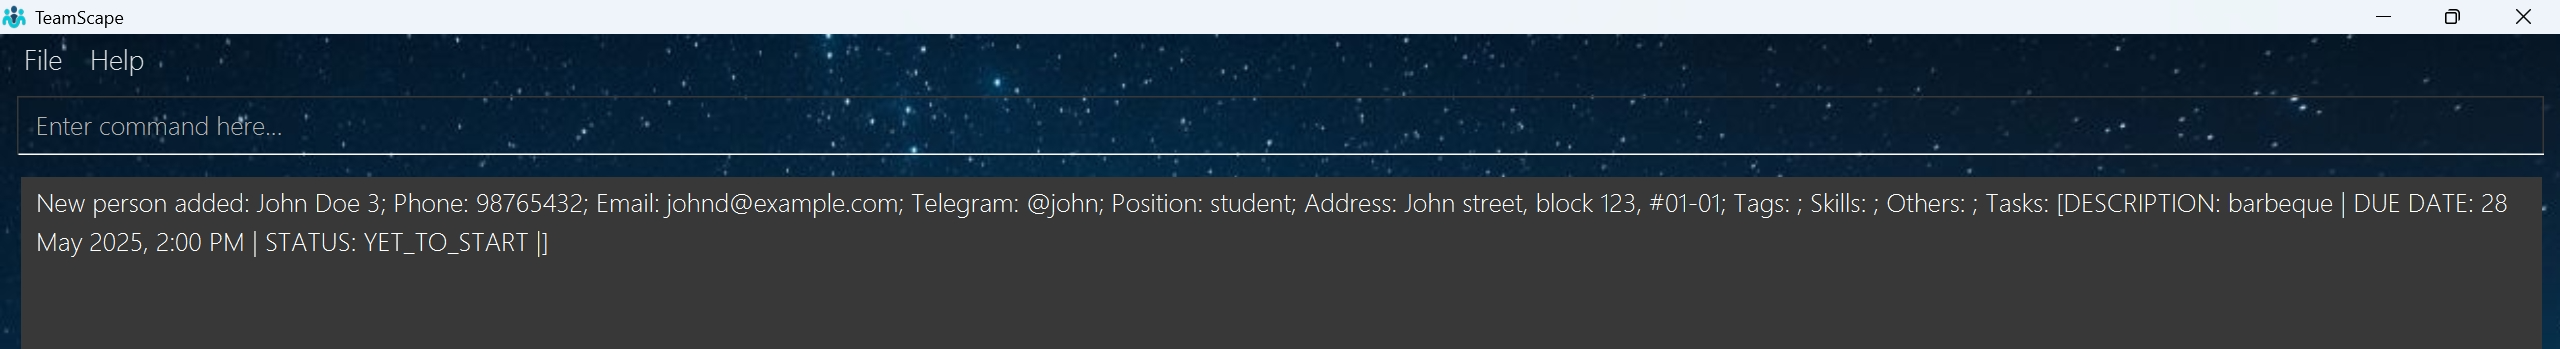 TeamScape
File Help
Enter command here...
New person added: John Doe 3; Phone: 98765432; Email: johnd@example.com; Telegram: @john; Position: student; Address: John street, block 123, #01-01; Tags: ; Skills: ; Others: ; Tasks: [DESCRIPTION: barbeque | DUE DATE: 28
May 2025, 2:00 PM | STATUS: YET_TO_START |]